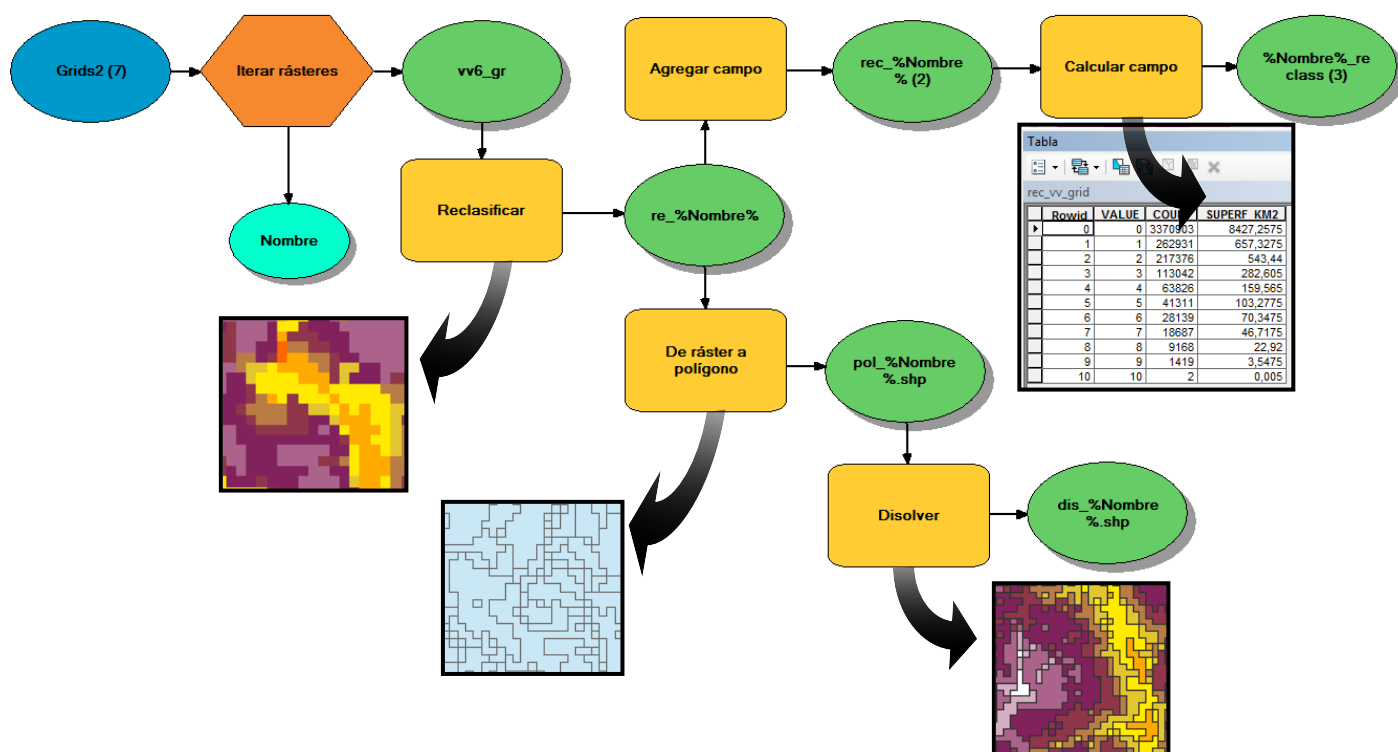 Grids2 (7)
Iterar rásteres
vv6_gr
Agregar campo
rec_%Nombre
% (2)
Calcular campo
%Nombre%_re
class (3)
Nombre
Reclasificar
re_%Nombre%
De ráster a
polígono
pol_%Nombre
%.shp
Disolver
dis_%Nombre
%.shp
Tabla
rec_vv_grid
Rowid VALUE SUPERF_KM2
0 0 3370903 8427,2575
1 1 262931 657,3275
2 2 217376 543,44
3 3 113042 282,605
4 4 63826 159,565
5 5 41311 103,2775
6 6 28139 70,3475
7 7 18687 46,7175
8 8 9168 22,92
9 9 1419 3,5475
10 10 2 0,005